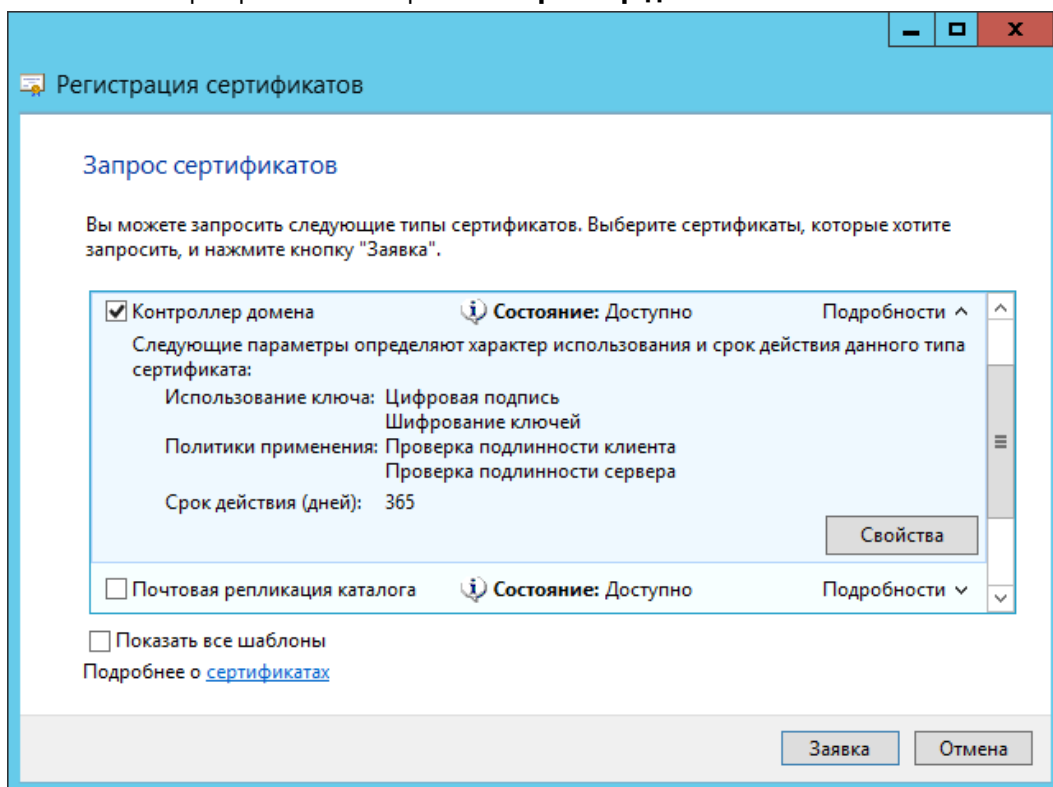 Регистрация сертификатов
Запрос сертификатов
Вы можете запросить следующие типы сертификатов. Выберите сертификаты, которые хотите
запросить, и нажмите кнопку "Заявка".
Контроллер домена Состояние: Доступно Подробности
Следующие параметры определяют характер использования и срок действия данного типа
сертификата:
Использование ключа: Цифровая подпись
Шифрование ключей
Политики применения: Проверка подлинности клиента
Проверка подлинности сервера
Срок действия (дней): 365
Свойства
Почтовая репликация каталога Состояние: Доступно Подробности
Показать все шаблоны
Подробнее о сертификатах
Заявка Отмена